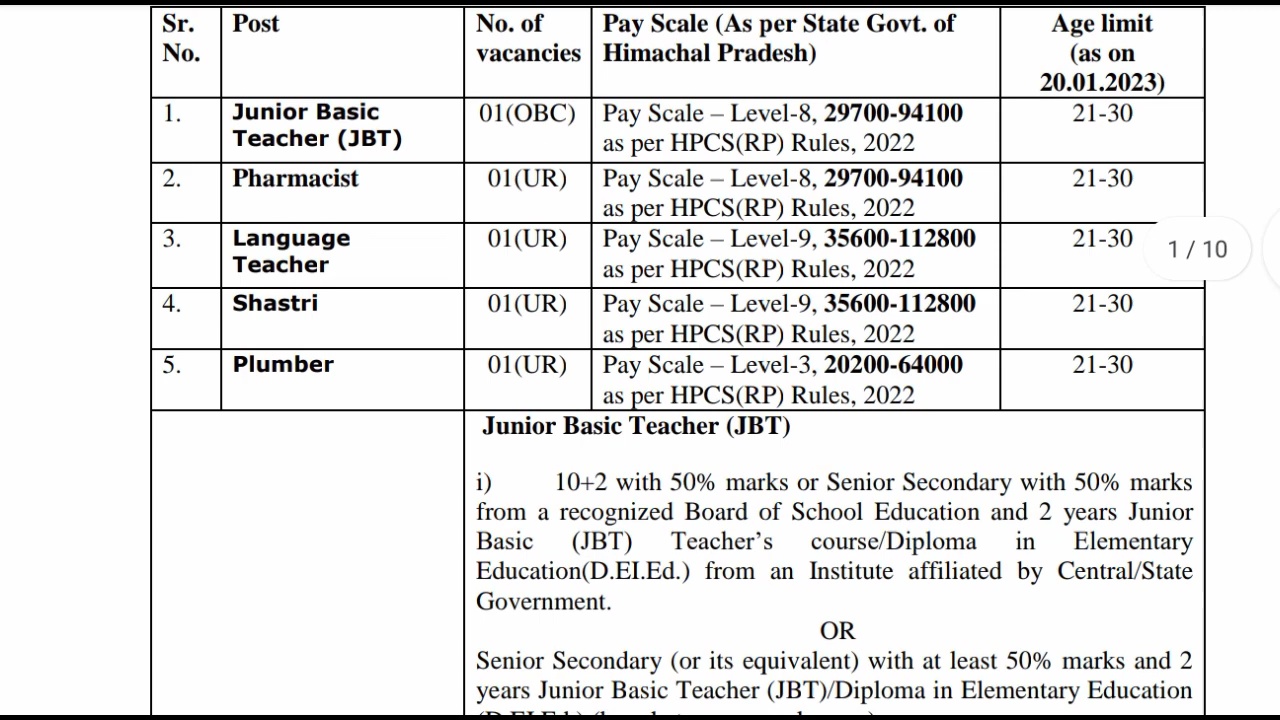 Sr. No. Post No. of vacancies Pay Scale (As per State Govt. of Himachal Pradesh) Age limit (as on 20.01.2023)
1. Junior Basic Teacher (JBT) 01(OBC) Pay Scale – Level-8, 29700-94100 as per HPCS(RP) Rules, 2022 21-30
2. Pharmacist 01(UR) Pay Scale – Level-8, 29700-94100 as per HPCS(RP) Rules, 2022 21-30
3. Language Teacher 01(UR) Pay Scale – Level-9, 35600-112800 as per HPCS(RP) Rules, 2022 21-30
1 / 10
4. Shastri 01(UR) Pay Scale – Level-9, 35600-112800 as per HPCS(RP) Rules, 2022 21-30
5. Plumber 01(UR) Pay Scale – Level-3, 20200-64000 as per HPCS(RP) Rules, 2022 21-30
Junior Basic Teacher (JBT)
i) 10+2 with 50% marks or Senior Secondary with 50% marks
from a recognized Board of School Education and 2 years Junior
Basic (JBT) Teacher's course/Diploma in Elementary
Education(D.EI.Ed.) from an Institute affiliated by Central/State
Government.
OR
Senior Secondary (or its equivalent) with at least 50% marks and 2
years Junior Basic Teacher (JBT)/Diploma in Elementary Education